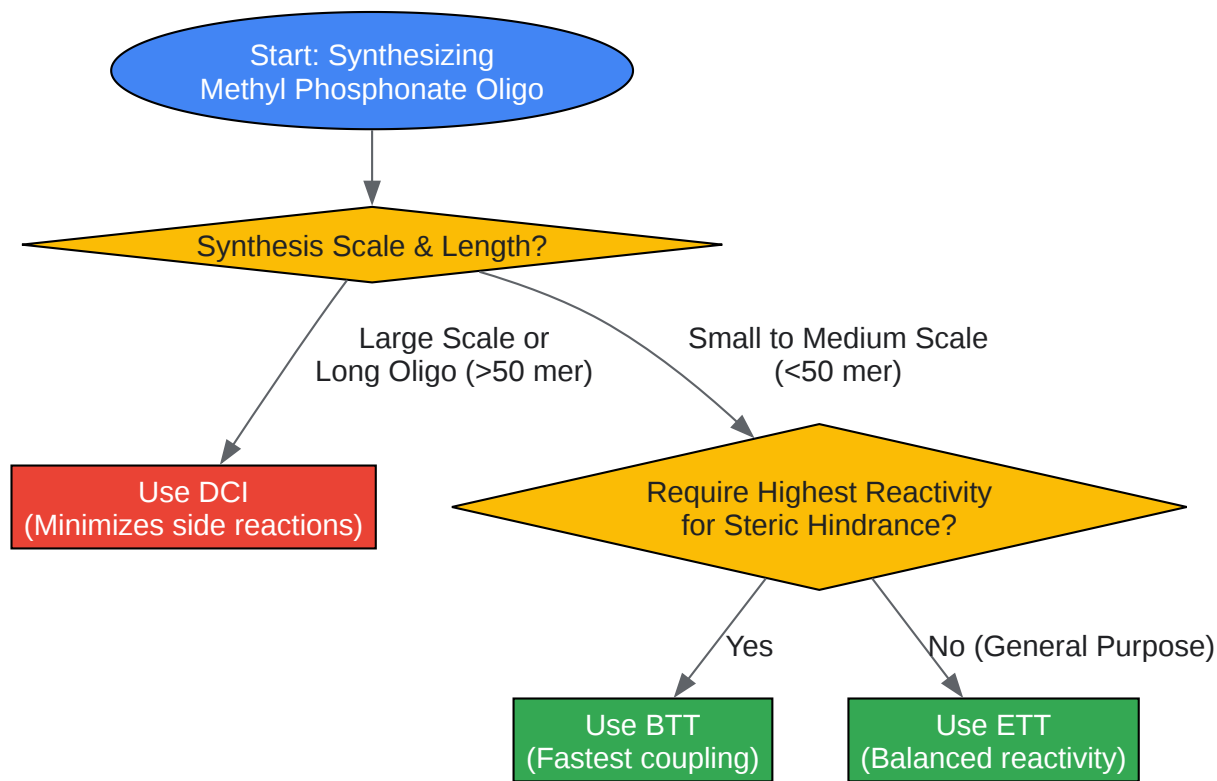 Start: Synthesizing
Methyl Phosphonate Oligo
Synthesis Scale & Length?
Large Scale or
Long Oligo (>50 mer)
Small to Medium Scale
(<50 mer)
Use DCI
(Minimizes side reactions)
Require Highest Reactivity
for Steric Hindrance?
Yes
No (General Purpose)
Use BTT
(Fastest coupling)
Use ETT
(Balanced reactivity)